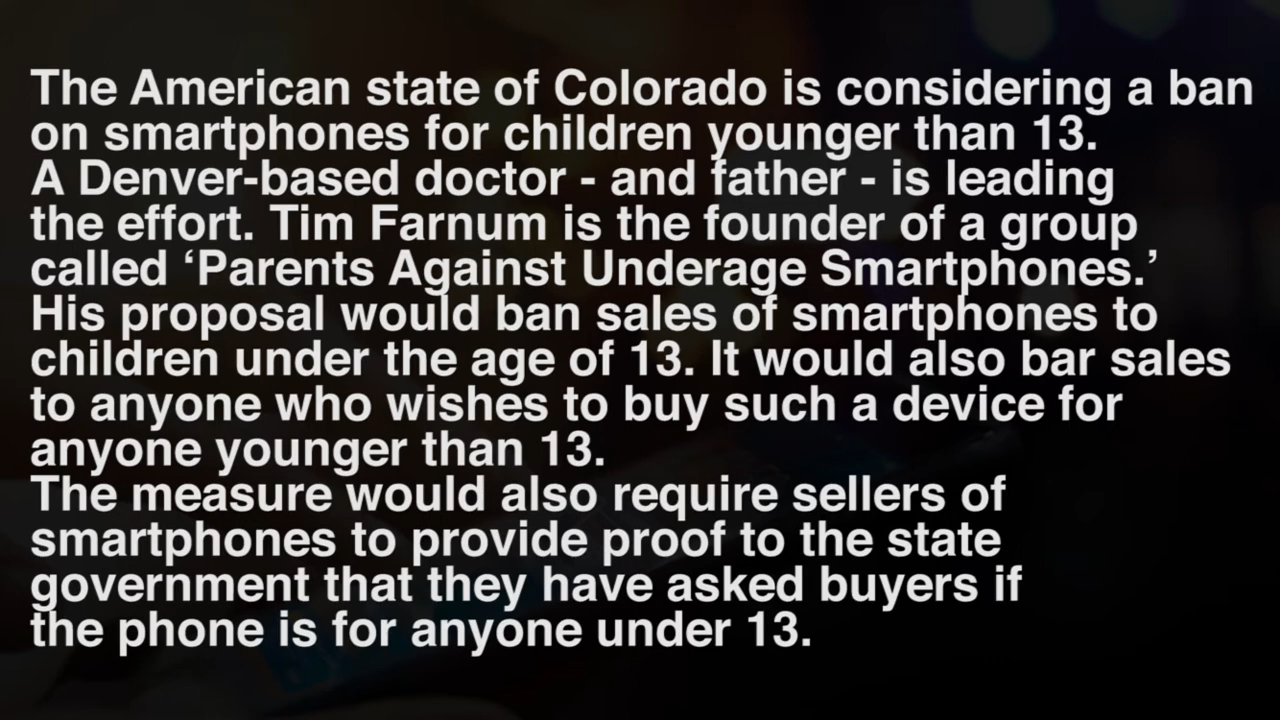 The American state of Colorado is considering a ban
on smartphones for children younger than 13.
A Denver-based doctor - and father - is leading
the effort. Tim Farnum is the founder of a group
called ‘Parents Against Underage Smartphones.’
His proposal would ban sales of smartphones to
children under the age of 13. It would also bar sales
to anyone who wishes to buy such a device for
anyone younger than 13.
The measure would also require sellers of
smartphones to provide proof to the state
government that they have asked buyers if
the phone is for anyone under 13.